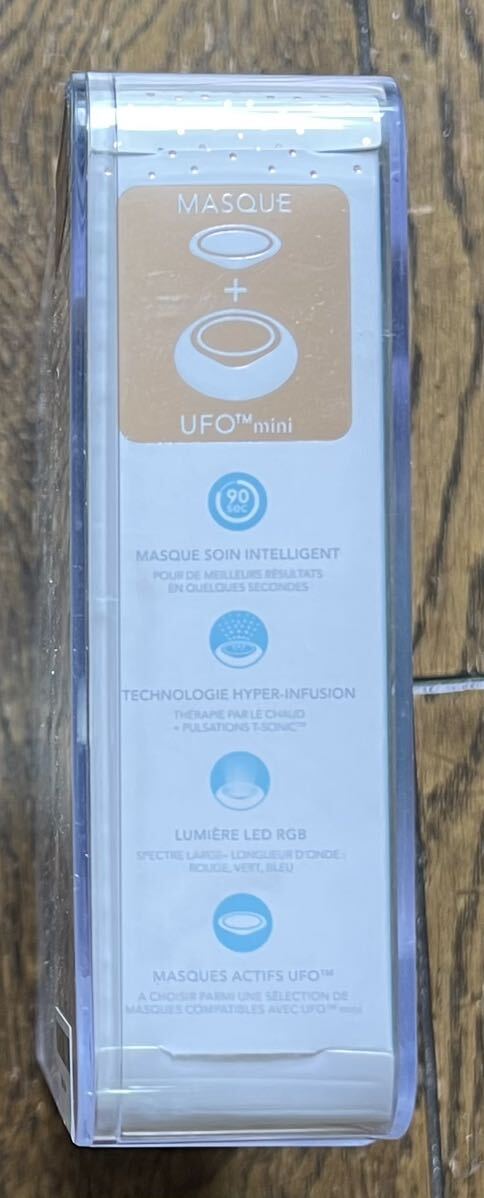 MASQUE
+
UFO™mini
90
sec
MASQUE SOIN INTELLIGENT
POUR DE MEILLEURS RÉSULTATS
EN QUELQUES SECONDES
TECHNOLOGIE HYPER-INFUSION
THÉRAPIE PAR LE CHAUD
+ PULSATIONS T-SONIC™
LUMIÈRE LED RGB
SPECTRE LARGE– LONGUEUR D'ONDE :
ROUGE, VERT, BLEU
MASQUES ACTIFS UFO™
A CHOISIR PARMI UNE SÉLECTION DE
MASQUES COMPATIBLES AVEC UFO™ mini